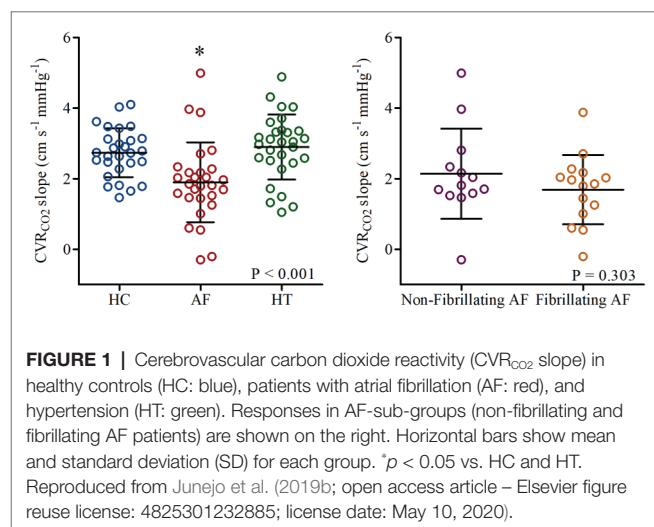 6
4
2
0
CVRCO2 slope (cm s-1 mmHg-1)
*
P < 0.001
HC AF HT
6
4
2
0
CVRCO2 slope (cm s-1 mmHg-1)
P = 0.303
Non-Fibrillating AF Fibrillating AF
FIGURE 1 | Cerebrovascular carbon dioxide reactivity (CVRCO2 slope) in
healthy controls (HC: blue), patients with atrial fibrillation (AF: red), and
hypertension (HT: green). Responses in AF-sub-groups (non-fibrillating and
fibrillating AF patients) are shown on the right. Horizontal bars show mean
and standard deviation (SD) for each group. *p < 0.05 vs. HC and HT.
Reproduced from Junejo et al. (2019b; open access article – Elsevier figure
reuse license: 4825301232885; license date: May 10, 2020).